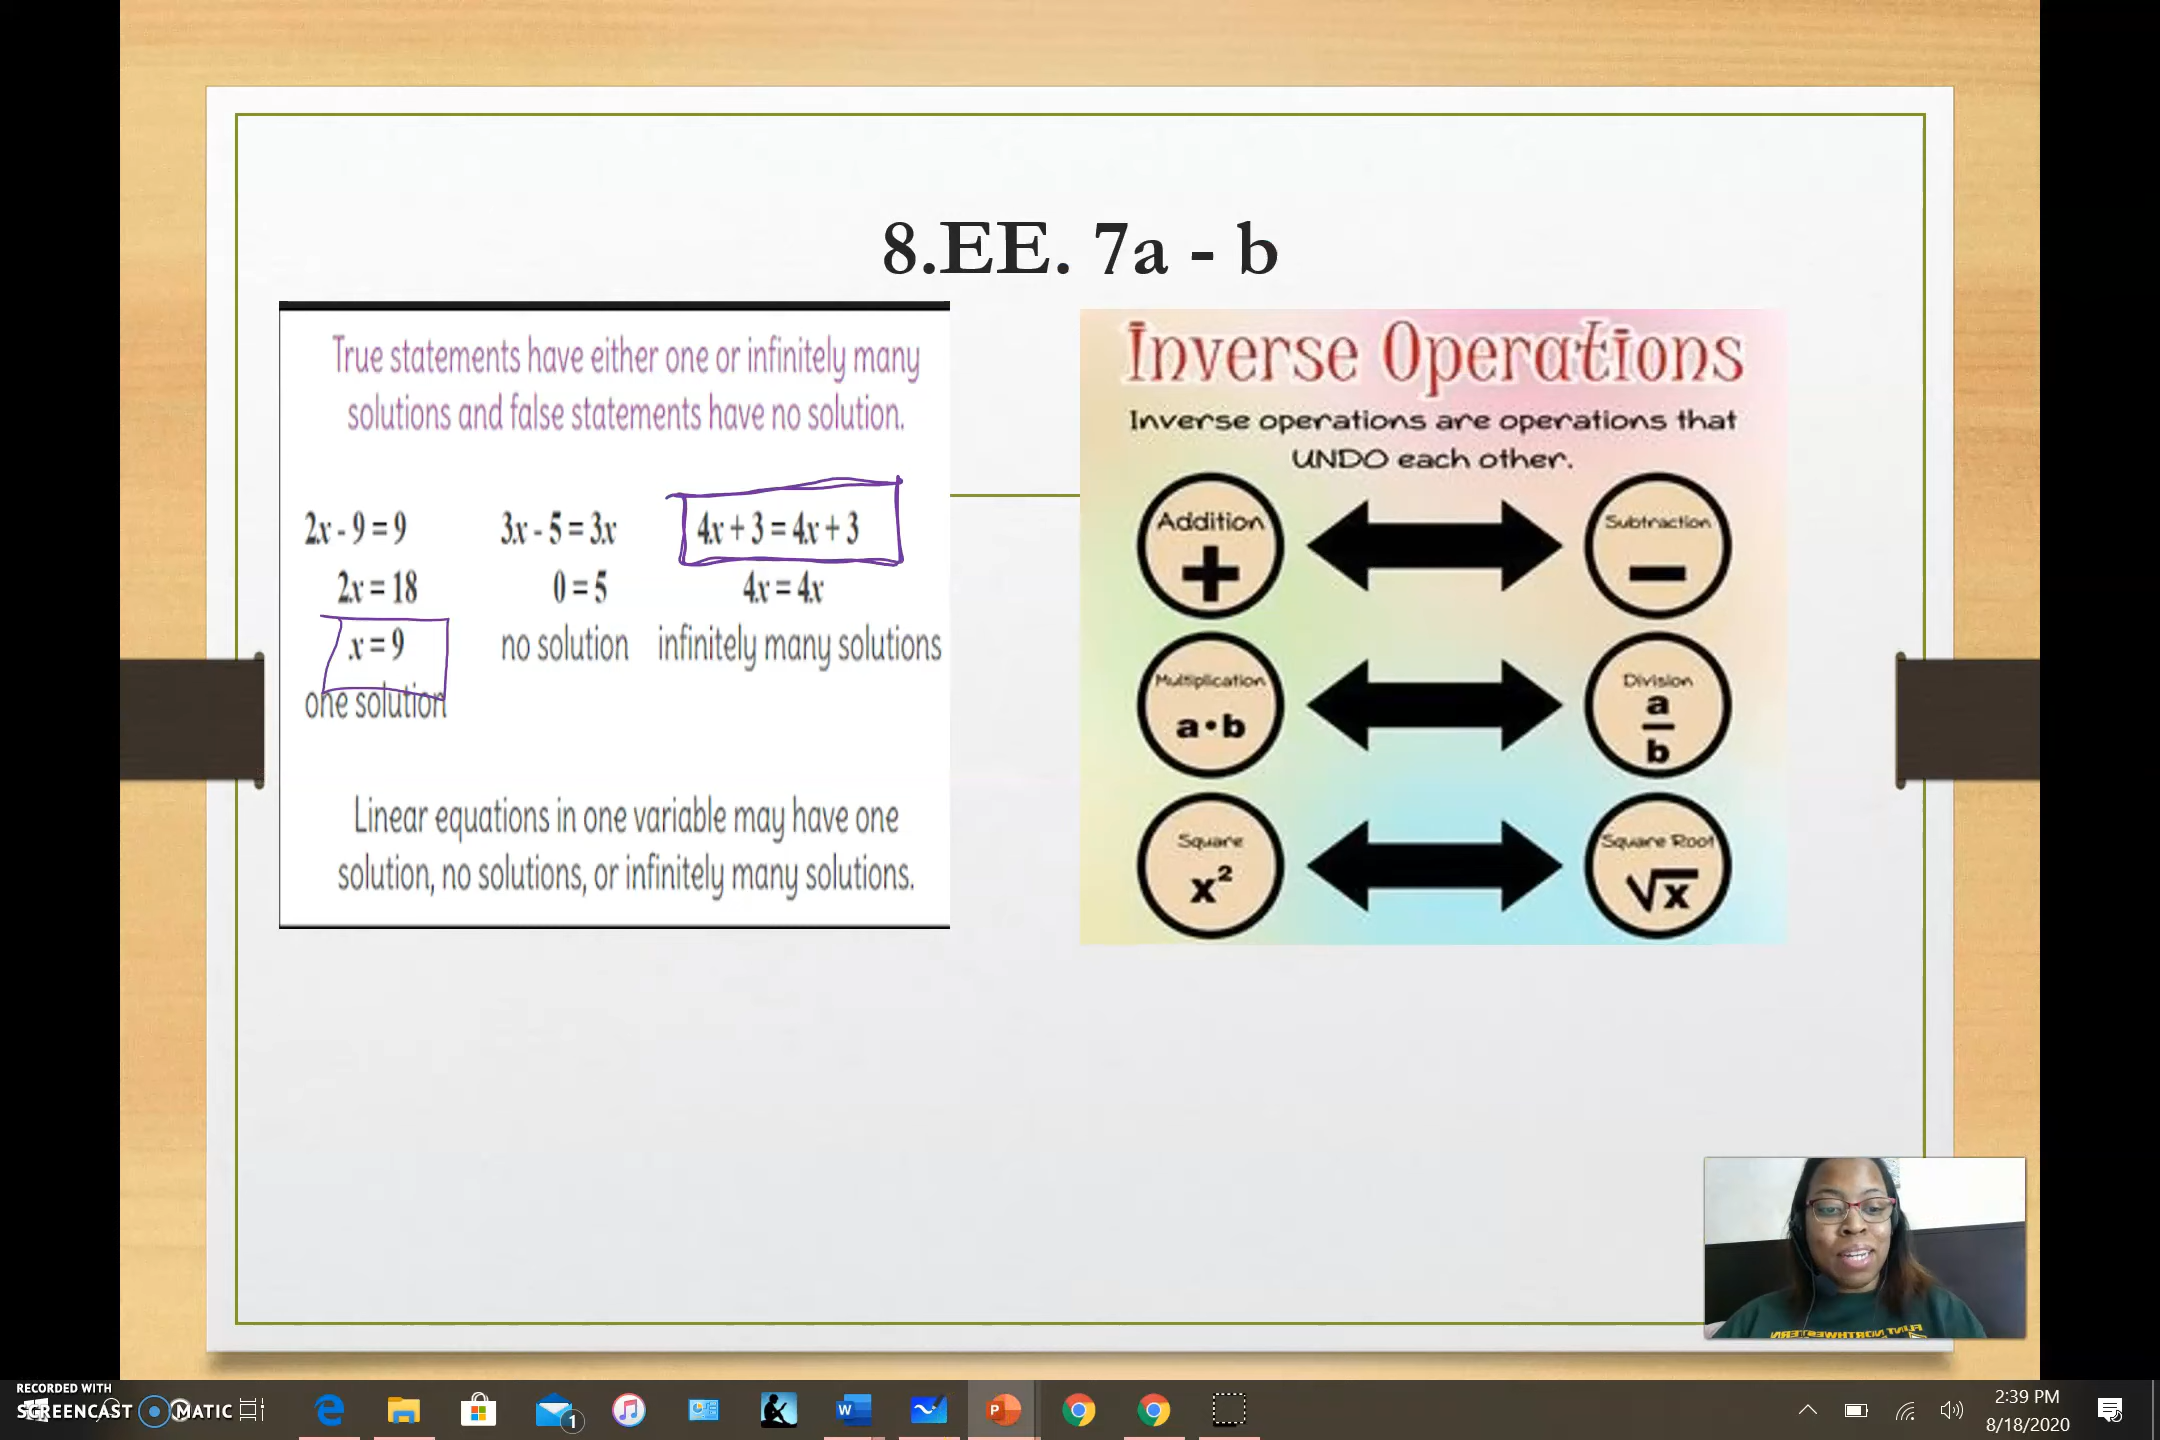 8.EE. 7a - b
True statements have either one or infinitely many
solutions and false statements have no solution.
2x - 9 = 9
2x = 18
x = 9
one solution
3x - 5 = 3x
0 = 5
no solution
4x + 3 = 4x + 3
4x = 4x
infinitely many solutions
Linear equations in one variable may have one
solution, no solutions, or infinitely many solutions.
Inverse Operations
Inverse operations are operations that
UNDO each other.
Addition
+
Subtraction
−
Multiplication
a • b
Division
a
b
Square
x²
Square Root
√x
FLINT NORTHWESTERN
RECORDED WITH
SCREENCAST MATIC
1
W
P
2:39 PM
8/18/2020